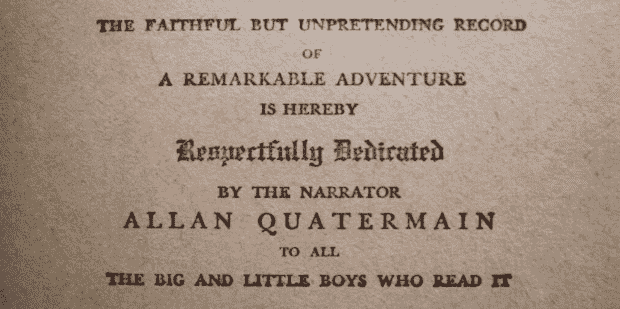 THE FAITHFUL BUT UNPRETENDING RECORD
OF
A REMARKABLE ADVENTURE
IS HEREBY
Respectfully Dedicated
BY THE NARRATOR
ALLAN QUATERMAIN
TO ALL
THE BIG AND LITTLE BOYS WHO READ IT